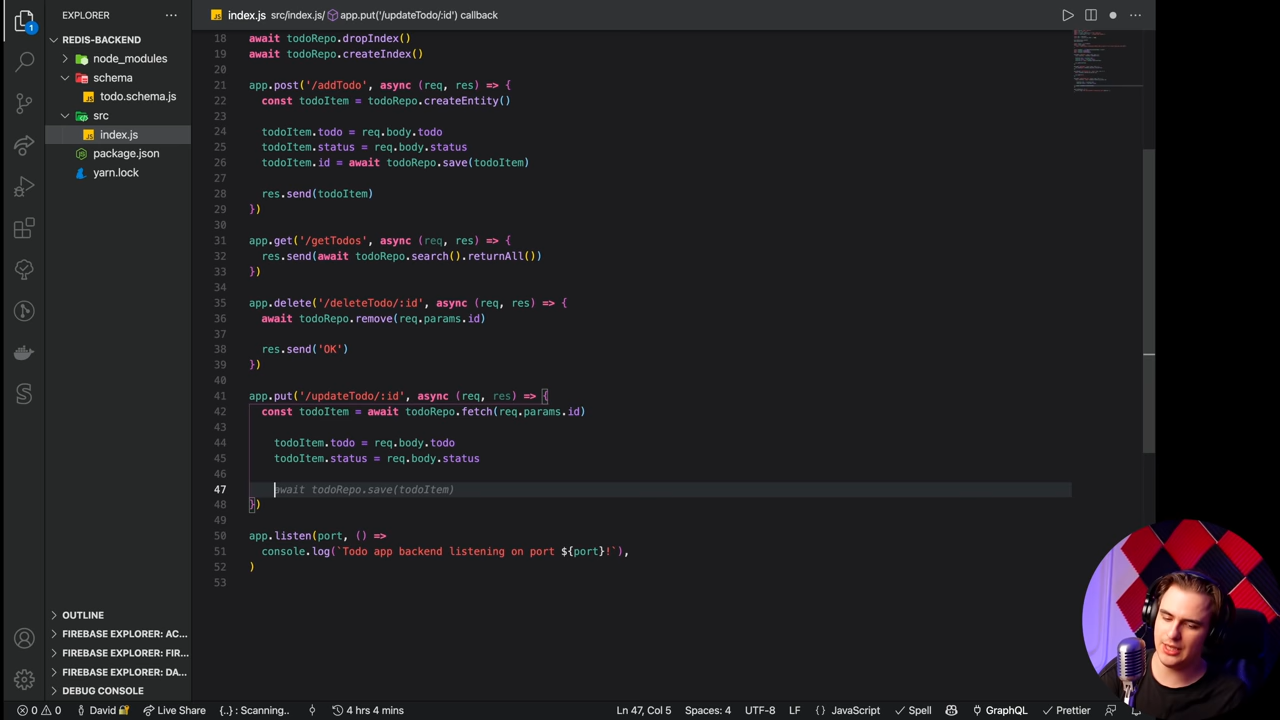 EXPLORER
index.js src/index.js/ app.put('/updateTodo/:id') callback
1
REDIS-BACKEND
node_modules
schema
todo.schema.js
src
index.js
package.json
yarn.lock
18 await todoRepo.dropIndex()
19 await todoRepo.createIndex()
20
21 app.post('/addTodo', async (req, res) => {
22 const todoItem = todoRepo.createEntity()
23
24 todoItem.todo = req.body.todo
25 todoItem.status = req.body.status
26 todoItem.id = await todoRepo.save(todoItem)
27
28 res.send(todoItem)
29 })
30
31 app.get('/getTodos', async (req, res) => {
32 res.send(await todoRepo.search().returnAll())
33 })
34
35 app.delete('/deleteTodo/:id', async (req, res) => {
36 await todoRepo.remove(req.params.id)
37
38 res.send('OK')
39 })
40
41 app.put('/updateTodo/:id', async (req, res) => {
42 const todoItem = await todoRepo.fetch(req.params.id)
43
44 todoItem.todo = req.body.todo
45 todoItem.status = req.body.status
46
47 await todoRepo.save(todoItem)
48 })
49
50 app.listen(port, () =>
51 console.log(`Todo app backend listening on port ${port}!`),
52 )
53
OUTLINE
FIREBASE EXPLORER: AC...
FIREBASE EXPLORER: FIR...
FIREBASE EXPLORER: DA...
DEBUG CONSOLE
0 0 David Live Share {..} : Scanning.. 4 hrs 4 mins Ln 47, Col 5 Spaces: 4 UTF-8 LF {} JavaScript Spell GraphQL Prettier